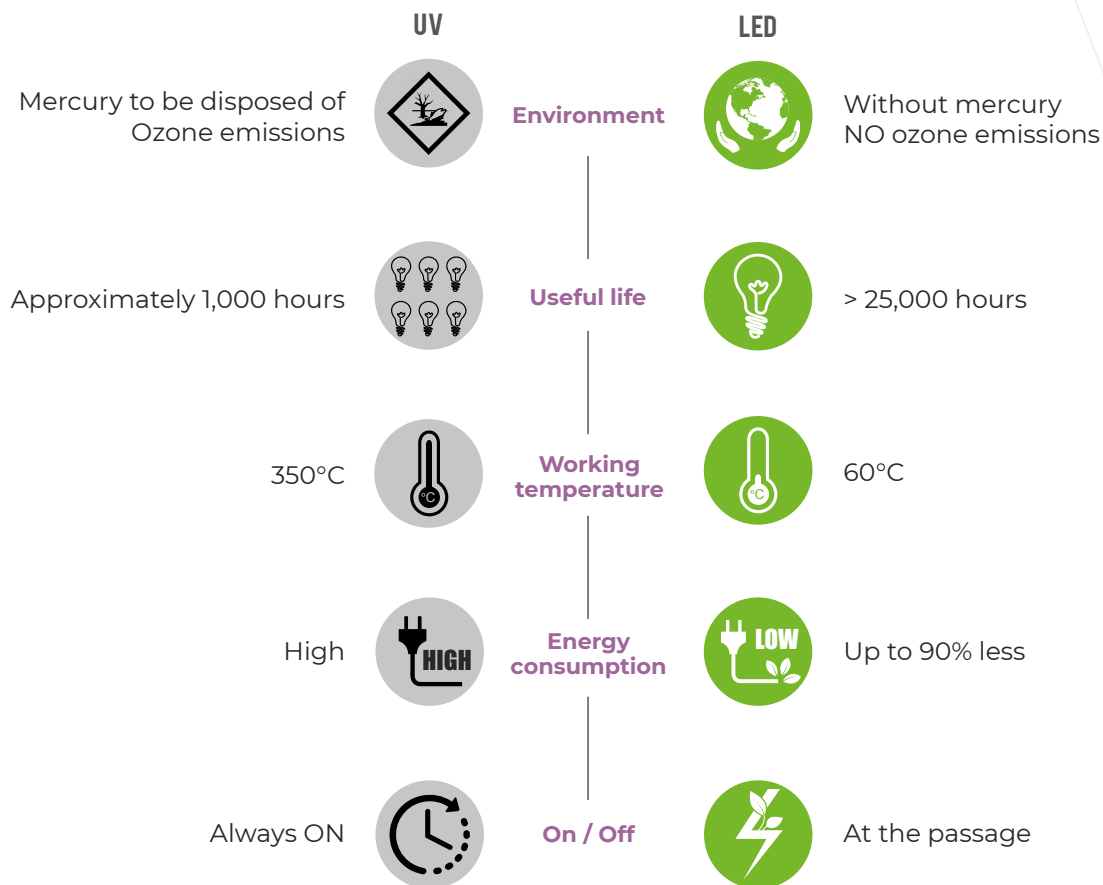 UV
LED
Mercury to be disposed of
Ozone emissions
Environment
Without mercury
NO ozone emissions
Approximately 1,000 hours
Useful life
> 25,000 hours
350°C
°C
Working
temperature
°C
60°C
High
HIGH
Energy
consumption
LOW
Up to 90% less
Always ON
On / Off
At the passage